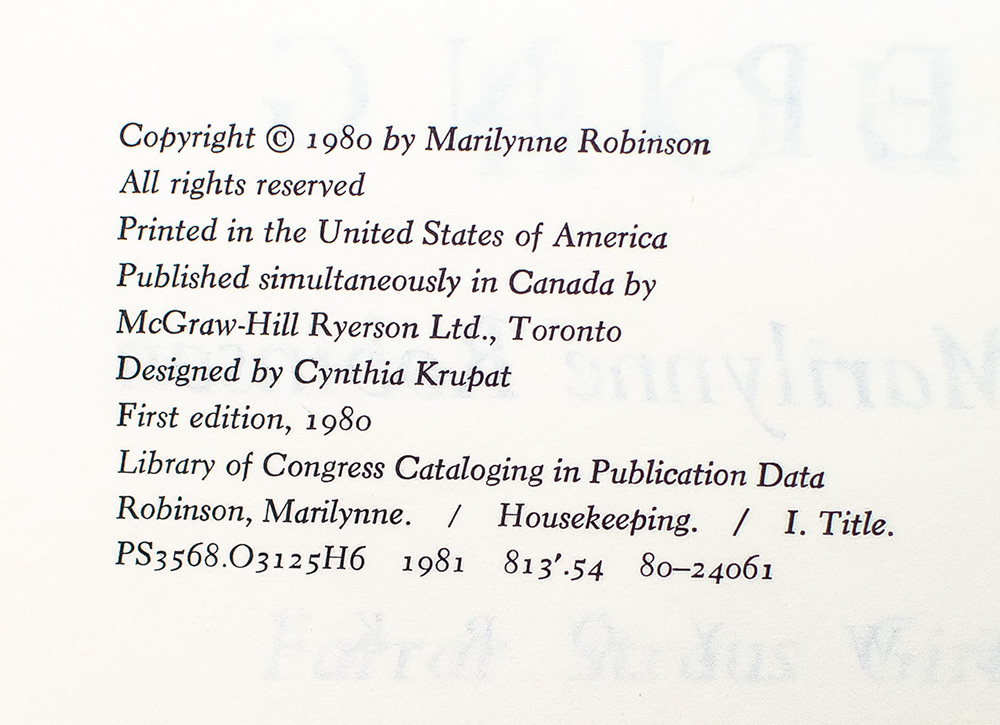 Copyright © 1980 by Marilynne Robinson
All rights reserved
Printed in the United States of America
Published simultaneously in Canada by
McGraw-Hill Ryerson Ltd., Toronto
Designed by Cynthia Krupat
First edition, 1980
Library of Congress Cataloging in Publication Data
Robinson, Marilynne. / Housekeeping. / I. Title.
PS3568.O3125H6 1981 813'.54 80–24061